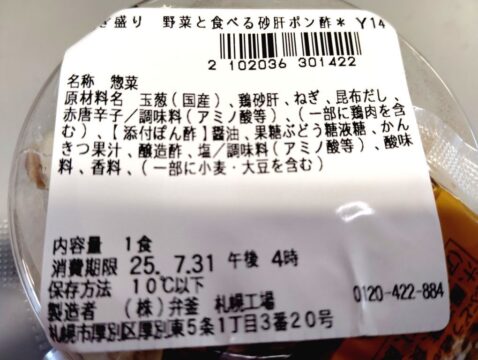 盛り 野菜と食べる砂肝ポン酢* Y14
2 102036 301422
名称 惣菜
原材料名 玉葱(国産)、鶏砂肝、ねぎ、昆布だし、
赤唐辛子/調味料(アミノ酸等)(一部に鶏肉を含
む)、【添付ぽん酢】醤油、果糖ぶどう糖液糖、かん
きつ果汁、醸造酢、塩/調味料(アミノ酸等)、酸味
料、香料、(一部に小麦・大豆を含む)
内容量 1食
消費期限 25. 7.31 午後 4時
保存方法 10℃以下
製造者 (株)弁釜 札幌工場
札幌市厚別区厚別東5条1丁目3番20号
0120-422-884